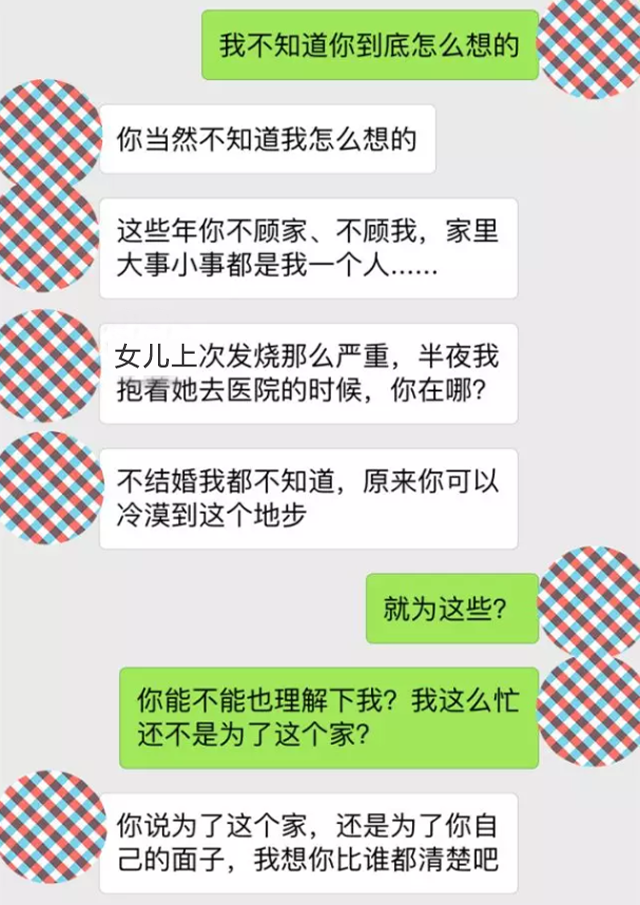 我不知道你到底怎么想的
你当然不知道我怎么想的
这些年你不顾家、不顾我，家里
大事小事都是我一个人……
女儿上次发烧那么严重，半夜我
抱着她去医院的时候，你在哪？
不结婚我都不知道，原来你可以
冷漠到这个地步
就为这些？
你能不能也理解下我？我这么忙
还不是为了这个家？
你说为了这个家，还是为了你自
己的面子，我想你比谁都清楚吧